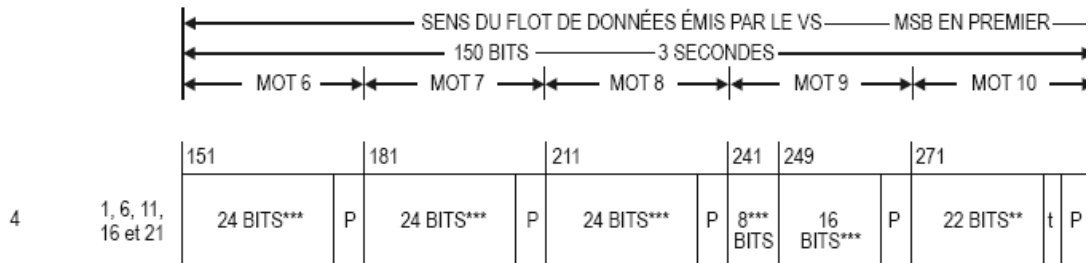 SENS DU FLOT DE DONNÉES ÉMIS PAR LE VS MSB EN PREMIER
150 BITS 3 SECONDES
MOT 6 MOT 7 MOT 8 MOT 9 MOT 10
151 181 211 241 249 271
4 1, 6, 11, 24 BITS*** P 24 BITS*** P 24 BITS*** P 8*** 16 P 22 BITS** t P
16 et 21 BITS BITS***